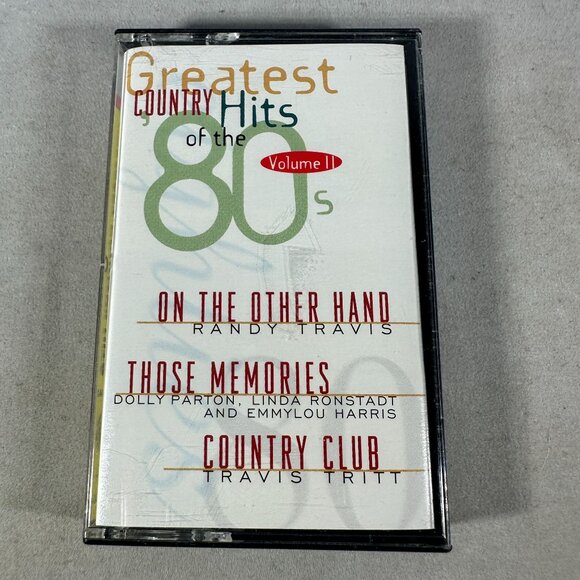 Greatest
COUNTRY Hits
of the
'80s
Volume II
ON THE OTHER HAND
RANDY TRAVIS
THOSE MEMORIES
DOLLY PARTON, LINDA RONSTADT
AND EMMYLOU HARRIS
COUNTRY CLUB
TRAVIS TRITT